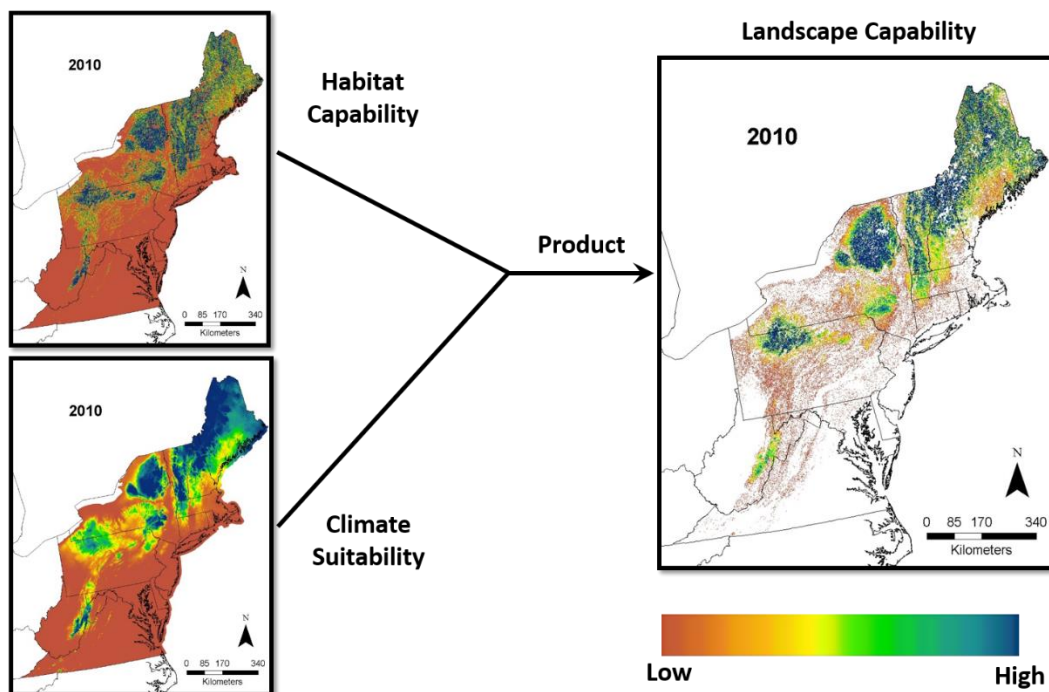 2010
N
0 85 170 340
Kilometers
Habitat
Capability
2010
N
0 85 170 340
Kilometers
Climate
Suitability
Product
Landscape Capability
2010
N
0 85 170 340
Kilometers
Low
High